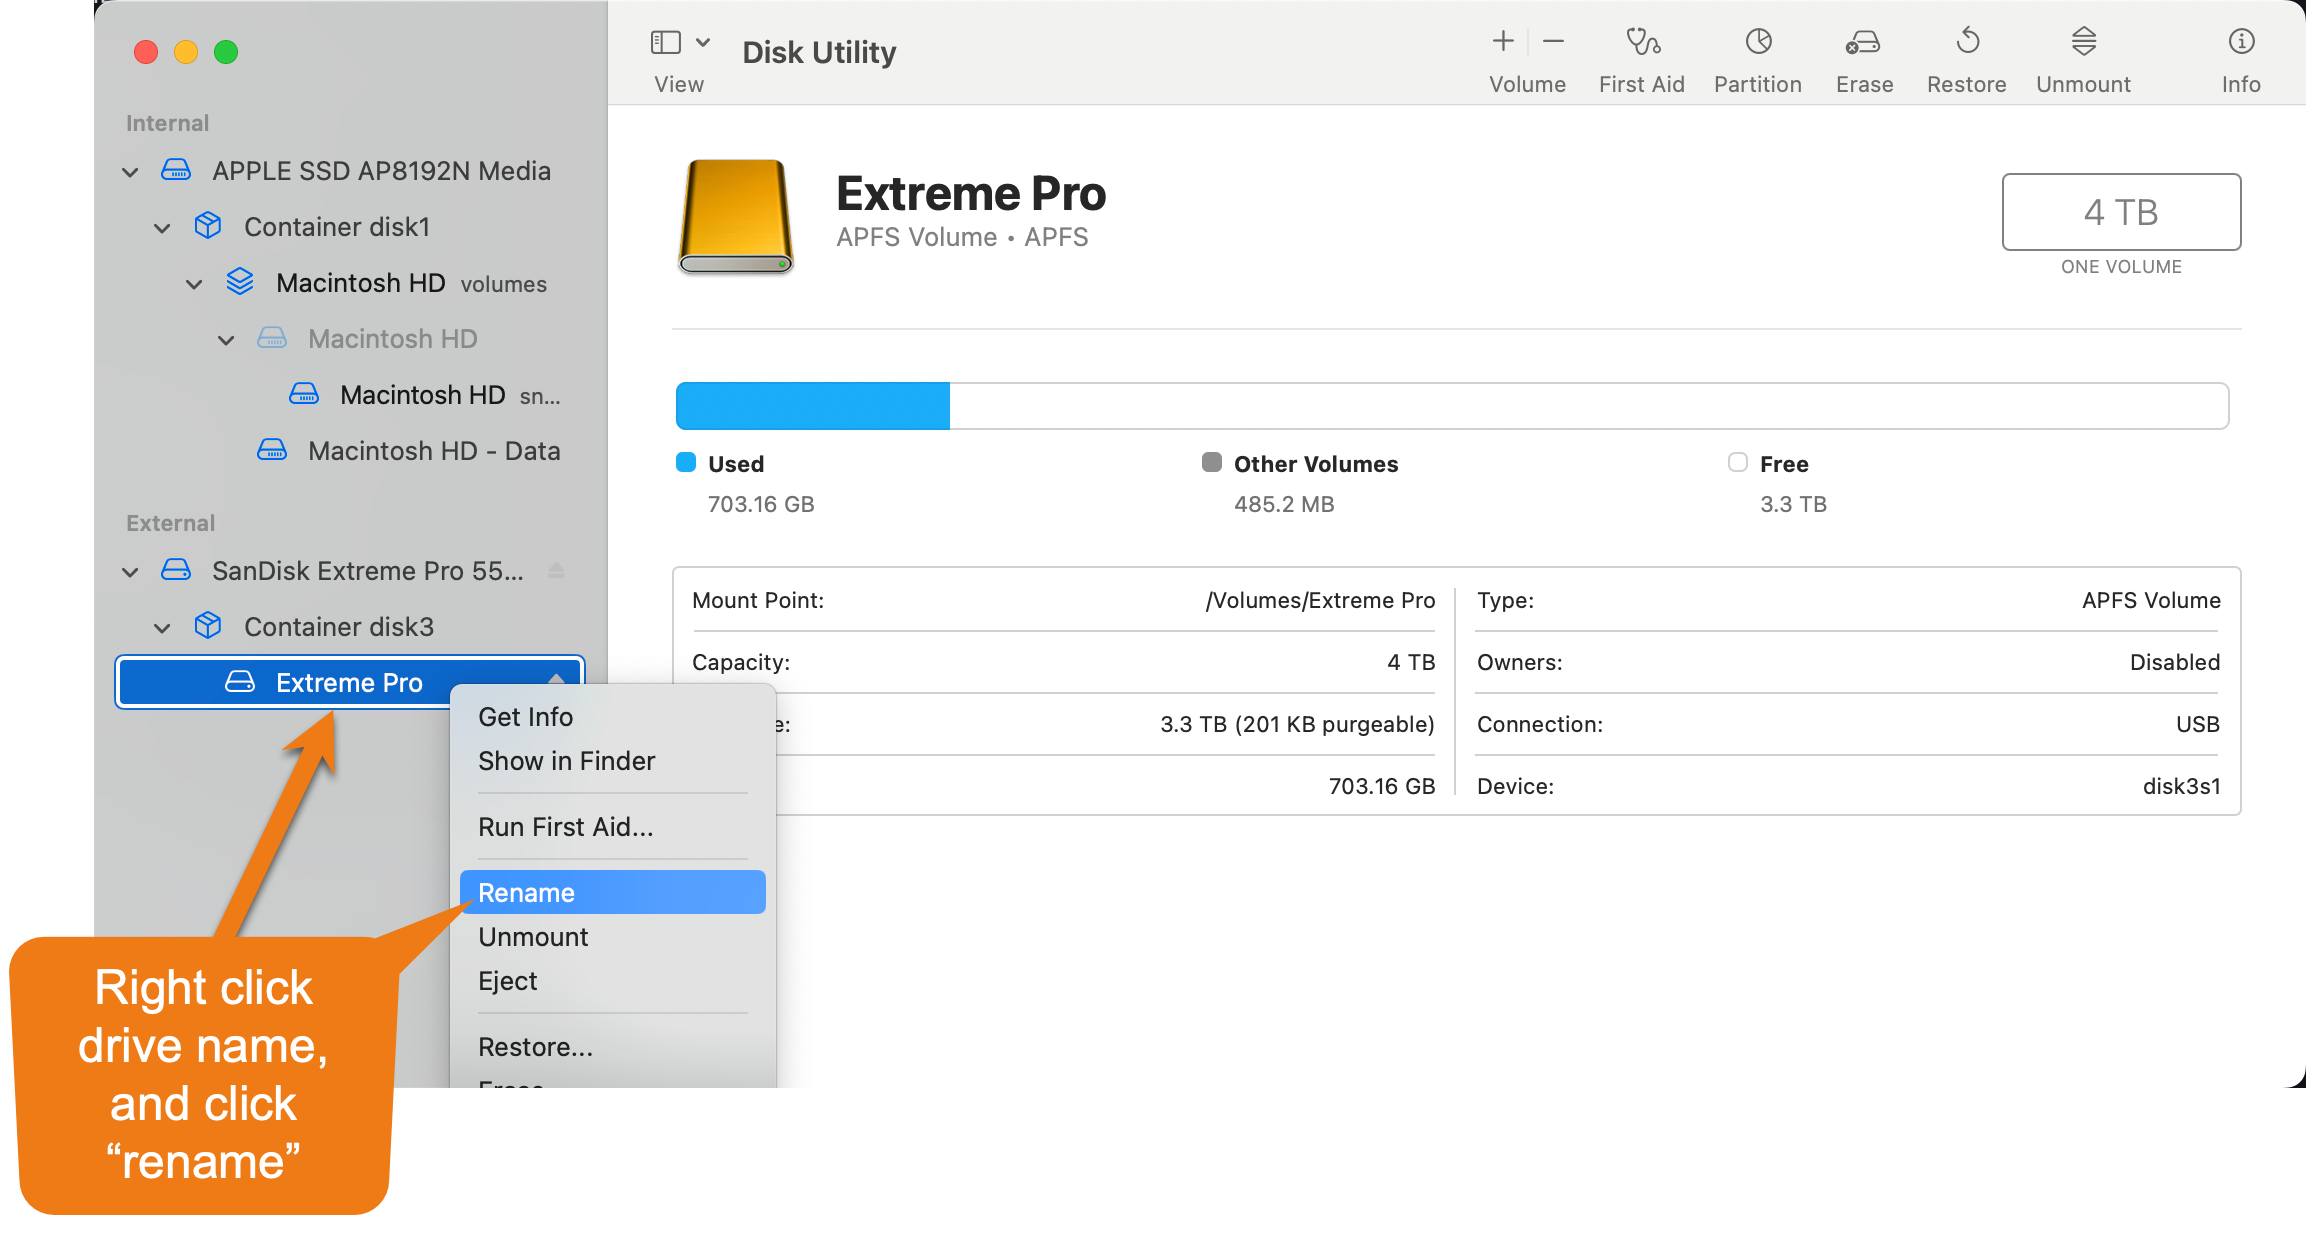 View
Disk Utility
Volume
First Aid
Partition
Erase
Restore
Unmount
Info
Internal
APPLE SSD AP8192N Media
Container disk1
Macintosh HD volumes
Macintosh HD
Macintosh HD sn...
Macintosh HD - Data
External
SanDisk Extreme Pro 55...
Container disk3
Extreme Pro
Get Info
Show in Finder
Run First Aid...
Rename
Unmount
Eject
Restore...
Right click
drive name,
and click
“rename”
Extreme Pro
APFS Volume • APFS
4 TB
ONE VOLUME
Used
703.16 GB
Other Volumes
485.2 MB
Free
3.3 TB
Mount Point: /Volumes/Extreme Pro
Capacity: 4 TB
e: 3.3 TB (201 KB purgeable)
703.16 GB
Type: APFS Volume
Owners: Disabled
Connection: USB
Device: disk3s1